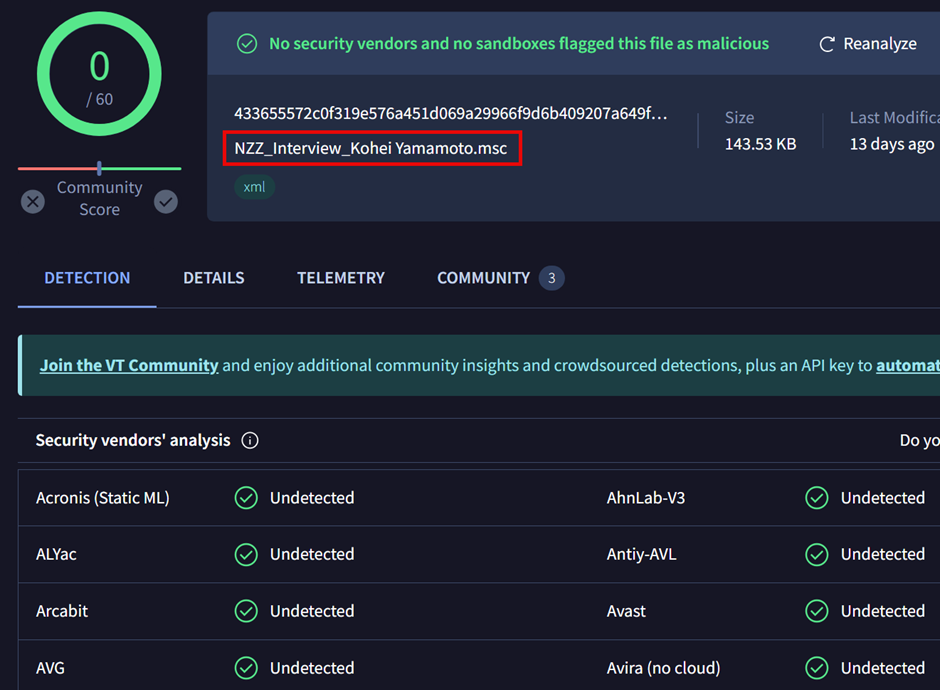 0
/ 60
Community
Score
No security vendors and no sandboxes flagged this file as malicious
Reanalyze
433655572c0f319e576a451d069a29966f9d6b409207a649f...
NZZ_Interview_Kohei Yamamoto.msc
xml
Size
143.53 KB
Last Modifica
13 days ago
DETECTION DETAILS TELEMETRY COMMUNITY 3
Join the VT Community and enjoy additional community insights and crowdsourced detections, plus an API key to automat
Security vendors' analysis Do yo
Acronis (Static ML) Undetected AhnLab-V3 Undetected
ALYac Undetected Antiy-AVL Undetected
Arcabit Undetected Avast Undetected
AVG Undetected Avira (no cloud) Undetected